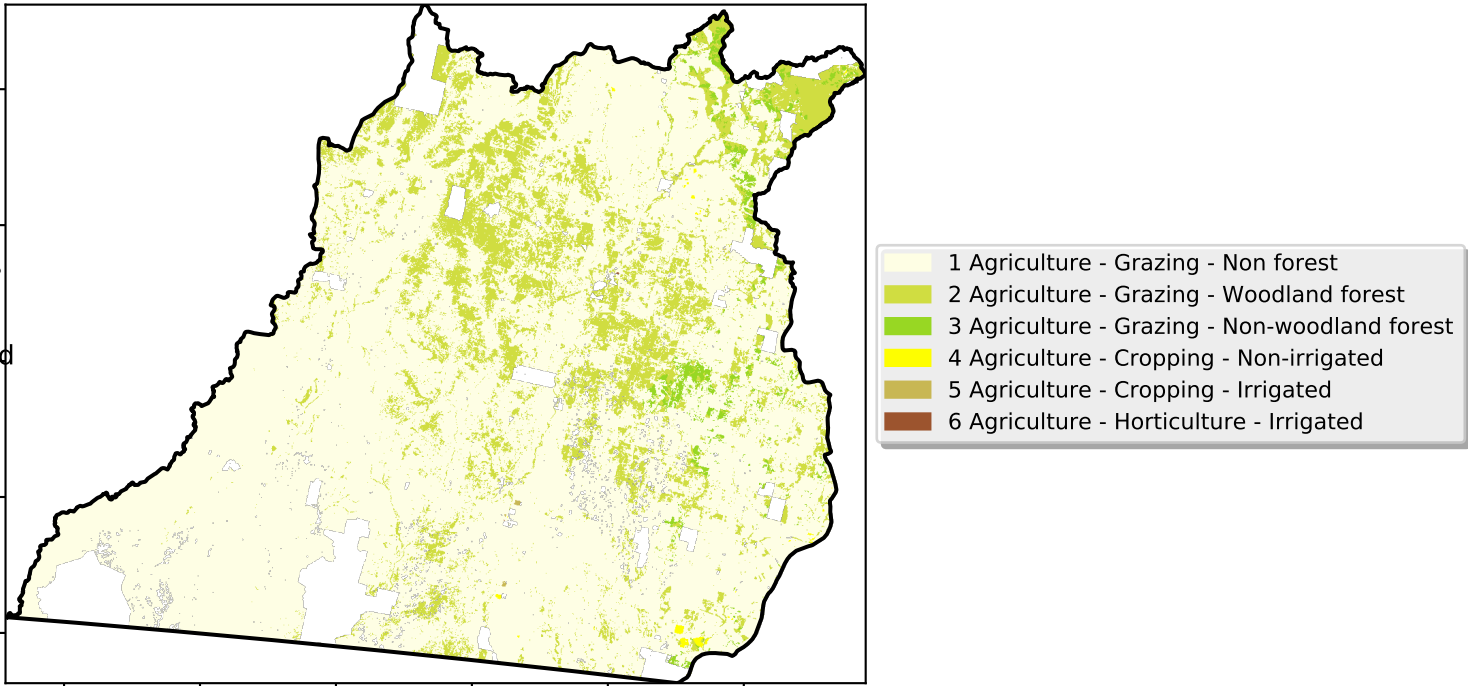 d
1 Agriculture - Grazing - Non forest
2 Agriculture - Grazing - Woodland forest
3 Agriculture - Grazing - Non-woodland forest
4 Agriculture - Cropping - Non-irrigated
5 Agriculture - Cropping - Irrigated
6 Agriculture - Horticulture - Irrigated